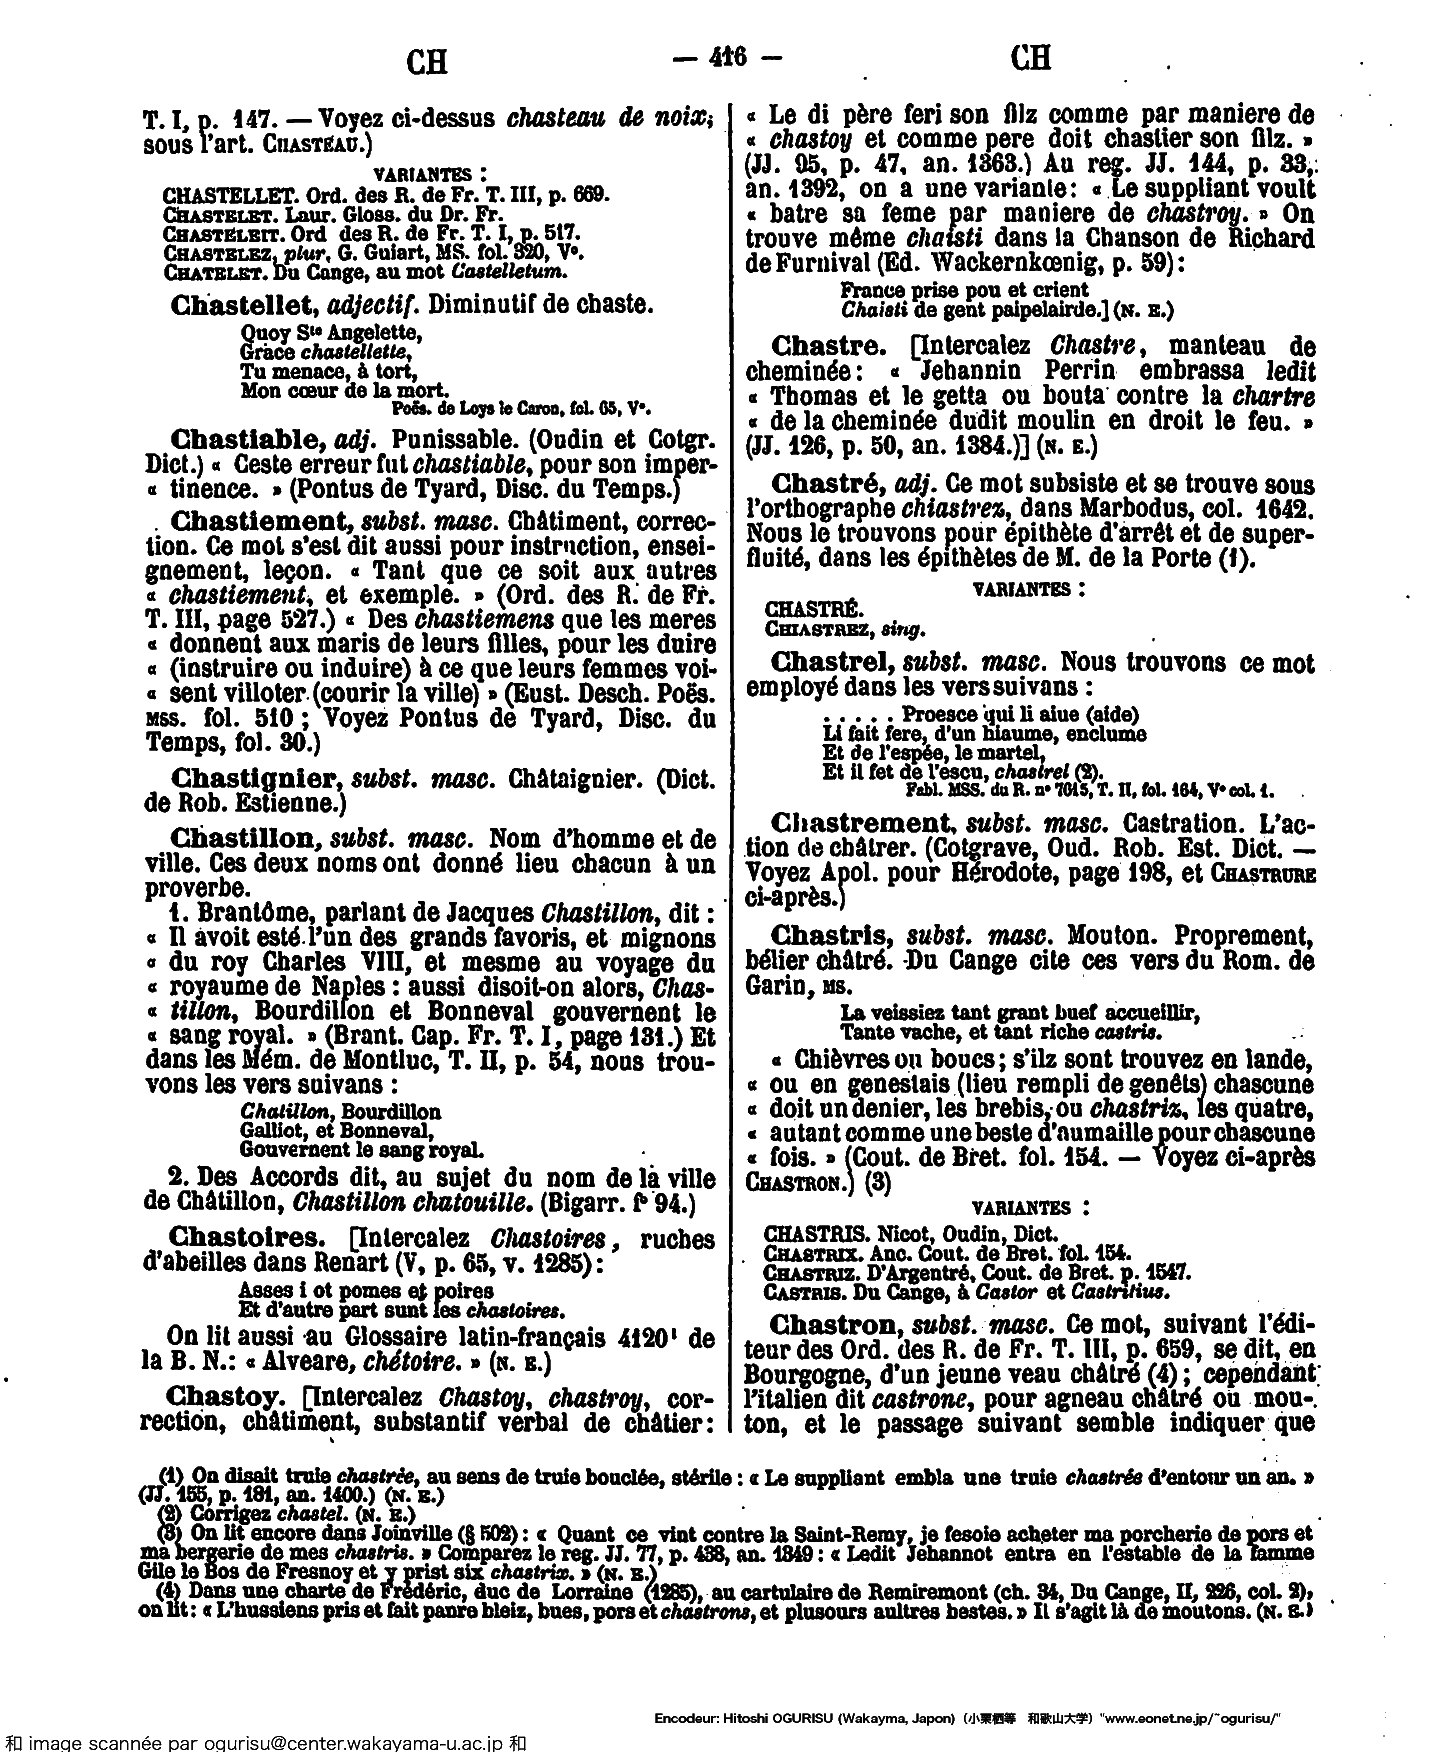 CH — 416 — CH
T. I, p. 147. — Voyez ci-dessus chasteau de noix,
sous l'art. CHASTEAU.)
VARIANTES :
CHASTELLET. Ord. des R. de Fr. T. III, p. 669.
CHASTELET. Laur. Gloss. du Dr. Fr.
CHASTELEIT. Ord des R. de Fr. T. I, p. 517.
CHASTELEZ, plur. G. Guiart, MS. fol. 320, V°.
CHATELET. Du Cange, au mot Castelletum.
Chastellet, adjectif. Diminutif de chaste.
Quoy Ste Angelette,
Grace chastellette,
Tu menace, à tort,
Mon cœur de la mort.
Poës. de Loys le Caron, fol. 65, V°.
Chastiable, adj. Punissable. (Oudin et Cotgr.
Dict.) « Ceste erreur fut chastiable, pour son imper-
« tinence. » (Pontus de Tyard, Disc. du Temps.)
Chastiement, subst. masc. Châtiment, correc-
tion. Ce mot s'est dit aussi pour instruction, ensei-
gnement, leçon. « Tant que ce soit aux autres
« chastiement, et exemple. » (Ord. des R. de Fr.
T. III, page 527.) « Des chastiemens que les meres
« donnent aux maris de leurs filles, pour les duire
« (instruire ou induire) à ce que leurs femmes voi-
« sent villoter (courir la ville) » (Eust. Desch. Poës.
MSS. fol. 510 ; Voyez Pontus de Tyard, Disc. du
Temps, fol. 30.)
Chastignier, subst. masc. Châtaignier. (Dict.
de Rob. Estienne.)
Chastillon, subst. masc. Nom d'homme et de
ville. Ces deux noms ont donné lieu chacun à un
proverbe.
1. Brantôme, parlant de Jacques Chastillon, dit :
« Il avoit esté l'un des grands favoris, et mignons
« du roy Charles VIII, et mesme au voyage du
« royaume de Naples : aussi disoit-on alors, Chas-
« tillon, Bourdillon et Bonneval gouvernent le
« sang royal. » (Brant. Cap. Fr. T. I, page 131.) Et
dans les Mém. de Montluc, T. II, p. 54, nous trou-
vons les vers suivans :
Chatillon, Bourdillon
Galliot, et Bonneval,
Gouvernent le sang royal.
2. Des Accords dit, au sujet du nom de la ville
de Châtillon, Chastillon chatouille. (Bigarr. f° 94.)
Chastoires. [Intercalez Chastoires, ruches
d'abeilles dans Renart (V, p. 65, v. 1285) :
Asses i ot pomes et poires
Et d'autre part sunt les chastoires.
On lit aussi au Glossaire latin-français 4120¹ de
la B. N.: « Alveare, chétoire. » (N. E.)
Chastoy. [Intercalez Chastoy, chastroy, cor-
rection, châtiment, substantif verbal de châtier:
« Le di père feri son filz comme par maniere de
« chastoy et comme pere doit chastier son filz. »
(JJ. 95, p. 47, an. 1363.) Au reg. JJ. 144, p. 33,
an. 1392, on a une variante: « Le suppliant voult
« batre sa feme par maniere de chastroy. » On
trouve même chaisti dans la Chanson de Richard
de Furnival (Ed. Wackernkœnig, p. 59) :
France prise pou et crient
Chaisti de gent paipelairde.] (N. E.)
Chastre. [Intercalez Chastre, manteau de
cheminée : « Jehannin Perrin embrassa ledit
« Thomas et le getta ou bouta contre la chartre
« de la cheminée dudit moulin en droit le feu. »
(JJ. 126, p. 50, an. 1384.)] (N. E.)
Chastré, adj. Ce mot subsiste et se trouve sous
l'orthographe chiastrez, dans Marbodus, col. 1642.
Nous le trouvons pour épithète d'arrêt et de super-
fluité, dans les épithètes de M. de la Porte (1).
VARIANTES :
CHASTRÉ.
CHIASTREZ, sing.
Chastrel, subst. masc. Nous trouvons ce mot
employé dans les vers suivans :
. . . . . Proesce qui li aiue (aide)
Li fait fere, d'un hiaume, enclume
Et de l'espée, le martel,
Et il fet de l'escu, chastrel (2).
Fabl. MSS. du R. n° 7615, T. II, fol. 164, V° col. 1.
Chastrement, subst. masc. Castration. L'ac-
tion de châtrer. (Cotgrave, Oud. Rob. Est. Dict. —
Voyez Apol. pour Hérodote, page 198, et CHASTRURE
ci-après.)
Chastris, subst. masc. Mouton. Proprement,
bélier châtré. Du Cange cite ces vers du Rom. de
Garin, MS.
La veissiez tant grant buef accueillir,
Tante vache, et tant riche castris.
« Chièvres ou boucs ; s'ilz sont trouvez en lande,
« ou en genestais (lieu rempli de genêts) chascune
« doit un denier, les brebis, ou chastriz, les quatre,
« autant comme une beste d'aumaille pour chascune
« fois. » (Cout. de Bret. fol. 154. — Voyez ci-après
CHASTRON.) (3)
VARIANTES :
CHASTRIS. Nicot, Oudin, Dict.
CHASTRIX. Anc. Cout. de Bret. fol. 154.
CHASTRIZ. D'Argentré, Cout. de Bret. p. 1547.
CASTRIS. Du Cange, à Castor et Castritius.
Chastron, subst. masc. Ce mot, suivant l'édi-
teur des Ord. des R. de Fr. T. III, p. 659, se dit, en
Bourgogne, d'un jeune veau châtré (4) ; cependant
l'italien dit castrone, pour agneau châtré ou mou-
ton, et le passage suivant semble indiquer que
(1) On disait truie chastrée, au sens de truie bouclée, stérile : « Le suppliant embla une truie chastrés d'entour un an. »
(JJ. 155, p. 181, an. 1400.) (N. E.)
(2) Corrigez chastel. (N. E.)
(3) On lit encore dans Joinville (§ 502) : « Quant ce vint contre la Saint-Remy, je fesoie acheter ma porcherie de pors et
ma bergerie de mes chastris. » Comparez le reg. JJ. 77, p. 438, an. 1349 : « Ledit Jehannot entra en l'estable de la famme
Gile le Bos de Fresnoy et y prist six chastrix. » (N. E.)
(4) Dans une charte de Frédéric, duc de Lorraine (1285), au cartulaire de Remiremont (ch. 34, Du Cange, II, 226, col. 2),
on lit : « L'hussiens pris et fait panre bleiz, bues, pors et chastrons, et plusours aultres bestes. » Il s'agit là de moutons. (N. E.)
Encodeur: Hitoshi OGURISU (Wakayma, Japon) (小栗栖等 和歌山大学) "www.eonet.ne.jp/~ogurisu/"
和 image scannée par ogurisu@center.wakayama-u.ac.jp 和